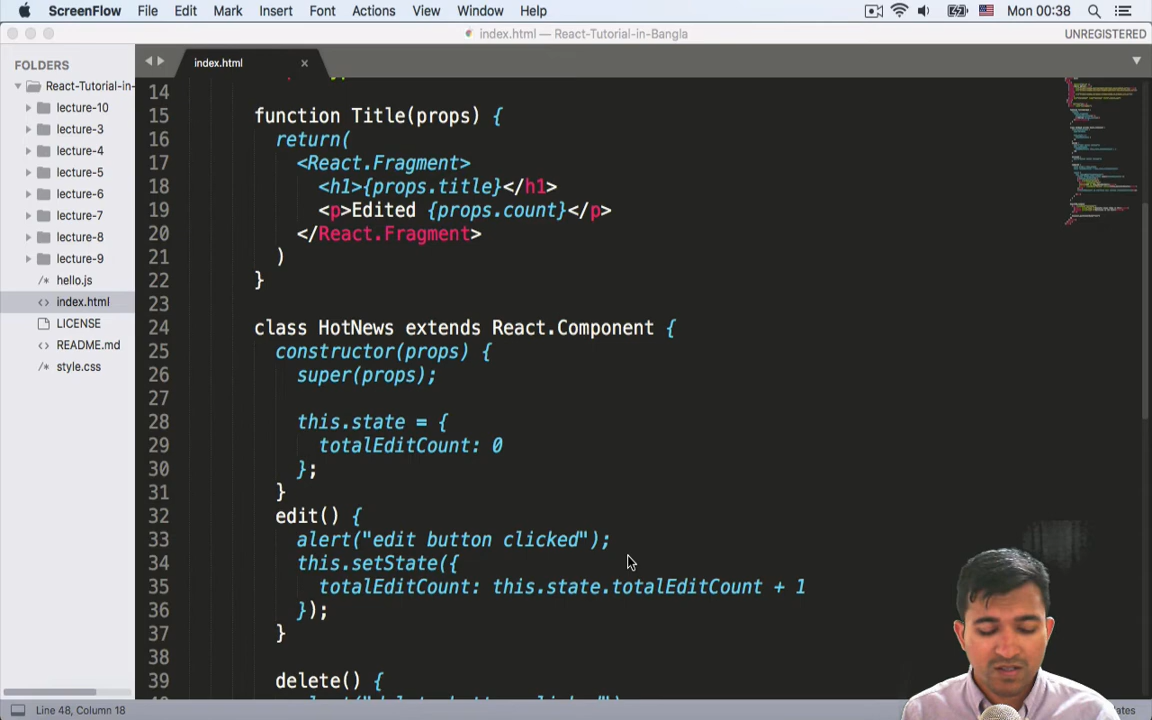 ScreenFlow File Edit Mark Insert Font Actions View Window Help Mon 00:38
index.html — React-Tutorial-in-Bangla UNREGISTERED
FOLDERS
React-Tutorial-in-
lecture-10
lecture-3
lecture-4
lecture-5
lecture-6
lecture-7
lecture-8
lecture-9
/* hello.js
<> index.html
LICENSE
<> README.md
/* style.css
index.html ×
14
15 function Title(props) {
16 return(
17 <React.Fragment>
18 <h1>{props.title}</h1>
19 <p>Edited {props.count}</p>
20 </React.Fragment>
21 )
22 }
23
24 class HotNews extends React.Component {
25 constructor(props) {
26 super(props);
27
28 this.state = {
29 totalEditCount: 0
30 };
31 }
32 edit() {
33 alert("edit button clicked");
34 this.setState({
35 totalEditCount: this.state.totalEditCount + 1
36 });
37 }
38
39 delete() {
Line 48, Column 18